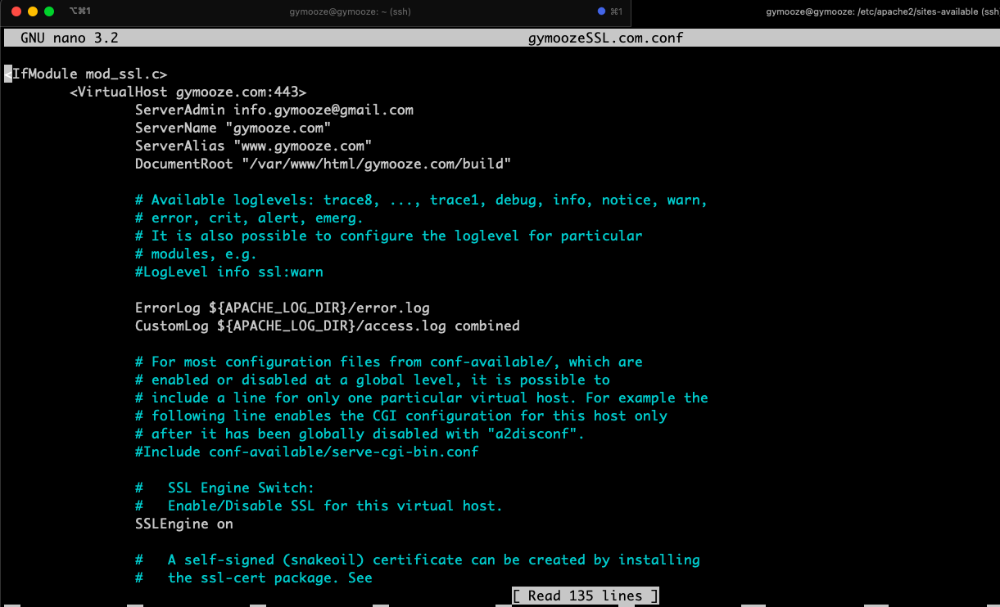 ⌥⌘1
gymooze@gymooze: ~ (ssh)
⌘1
gymooze@gymooze: /etc/apache2/sites-available (ssh
GNU nano 3.2
gymoozeSSL.com.conf
<IfModule mod_ssl.c>
<VirtualHost gymooze.com:443>
ServerAdmin info.gymooze@gmail.com
ServerName "gymooze.com"
ServerAlias "www.gymooze.com"
DocumentRoot "/var/www/html/gymooze.com/build"
# Available loglevels: trace8, ..., trace1, debug, info, notice, warn,
# error, crit, alert, emerg.
# It is also possible to configure the loglevel for particular
# modules, e.g.
#LogLevel info ssl:warn
ErrorLog ${APACHE_LOG_DIR}/error.log
CustomLog ${APACHE_LOG_DIR}/access.log combined
# For most configuration files from conf-available/, which are
# enabled or disabled at a global level, it is possible to
# include a line for only one particular virtual host. For example the
# following line enables the CGI configuration for this host only
# after it has been globally disabled with "a2disconf".
#Include conf-available/serve-cgi-bin.conf
#   SSL Engine Switch:
#   Enable/Disable SSL for this virtual host.
SSLEngine on
#   A self-signed (snakeoil) certificate can be created by installing
#   the ssl-cert package. See
[ Read 135 lines ]